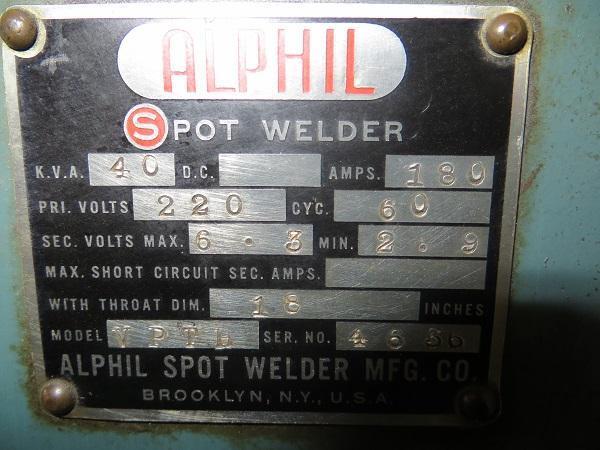 ALPHIL
SPOT WELDER
K.V.A. 40 D.C. AMPS. 180
PRI. VOLTS 220 CYC. 60
SEC. VOLTS MAX. 6.3 MIN. 2.9
MAX. SHORT CIRCUIT SEC. AMPS.
WITH THROAT DIM. 18 INCHES
MODEL VPTL SER. NO.
ALPHIL SPOT WELDER MFG. CO.
BROOKLYN, N.Y., U.S.A.